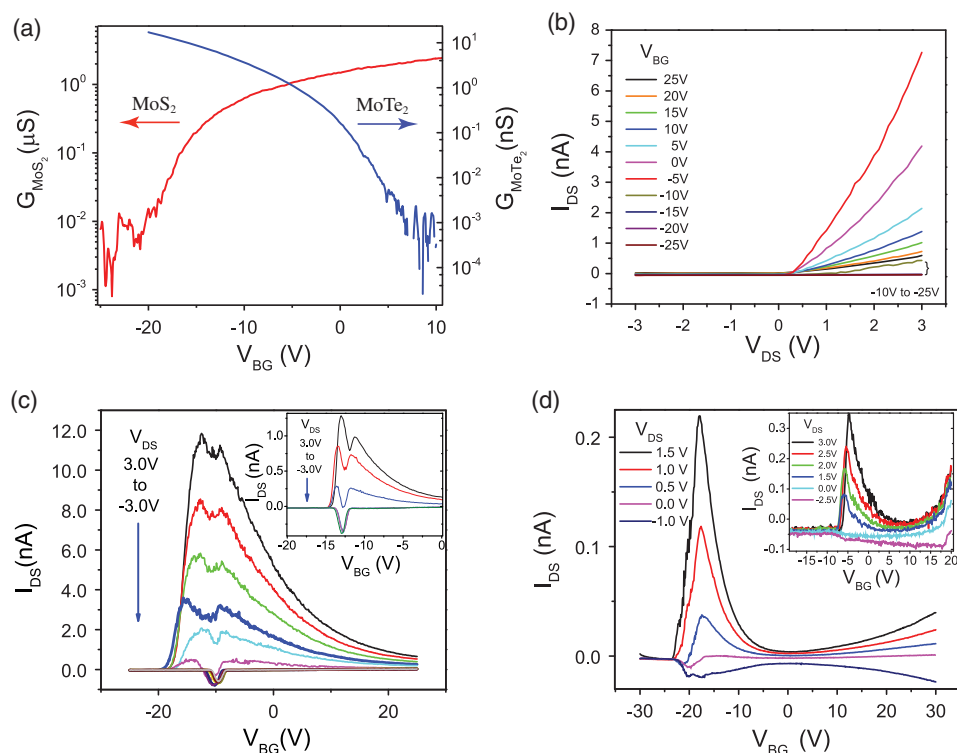 (a)
10⁰
10⁻¹
10⁻²
10⁻³
G_MoS₂ (μS)
MoS₂
MoTe₂
10¹
10⁰
10⁻¹
10⁻²
10⁻³
10⁻⁴
G_MoTe₂ (nS)
-20 -10 0 10
V_BG (V)
(b)
8
7
6
5
4
3
2
1
0
-1
I_DS (nA)
V_BG
25V
20V
15V
10V
5V
0V
-5V
-10V
-15V
-20V
-25V
}
-10V to -25V
-3 -2 -1 0 1 2 3
V_DS (V)
(c)
12.0
10.0
8.0
6.0
4.0
2.0
0.0
I_DS(nA)
V_DS
3.0V
to
-3.0V
-20 0 20
V_BG(V)
1.0
0.5
0.0
I_DS(nA)
V_DS
3.0V
to
-3.0V
-20 -15 -10 -5 0
V_BG (V)
(d)
0.2
0.1
0.0
I_DS (nA)
V_DS
1.5 V
1.0 V
0.5 V
0.0 V
-1.0 V
-30 -20 -10 0 10 20 30
V_BG (V)
0.3
0.2
0.1
0.0
-0.1
I_DS (nA)
V_DS
3.0V
2.5V
2.0V
1.5V
0.0V
-2.5V
-15 -10 -5 0 5 10 15 20
V_BG (V)